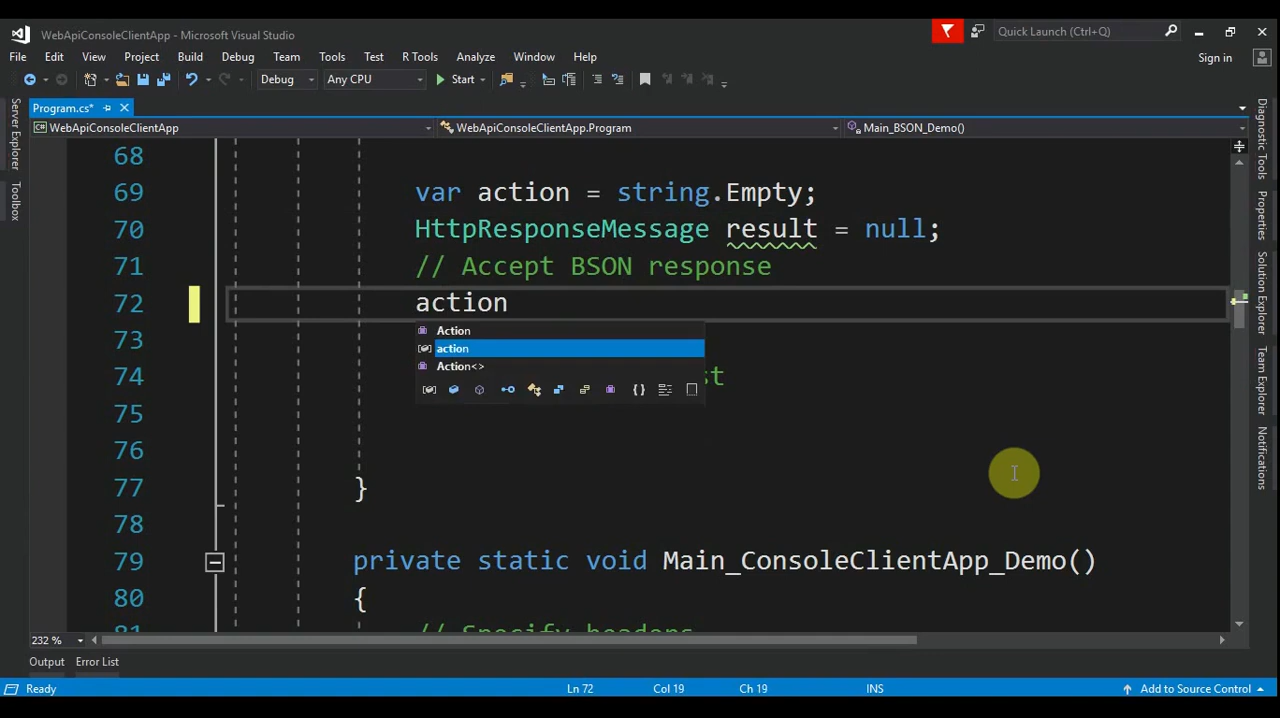 WebApiConsoleClientApp - Microsoft Visual Studio
Quick Launch (Ctrl+Q)
File Edit View Project Build Debug Team Tools Test R Tools Analyze Window Help
Sign in
Debug Any CPU Start
Program.cs*
WebApiConsoleClientApp WebApiConsoleClientApp.Program Main_BSON_Demo()
68
69 var action = string.Empty;
70 HttpResponseMessage result = null;
71 // Accept BSON response
72 action
73
Action
action
Action<>
74 st
75
76
77 }
78
79 private static void Main_ConsoleClientApp_Demo()
80 {
81 // Specify headers
232 %
Output Error List
Ready Ln 72 Col 19 Ch 19 INS Add to Source Control
Server Explorer
Toolbox
Diagnostic Tools
Properties
Solution Explorer
Team Explorer
Notifications